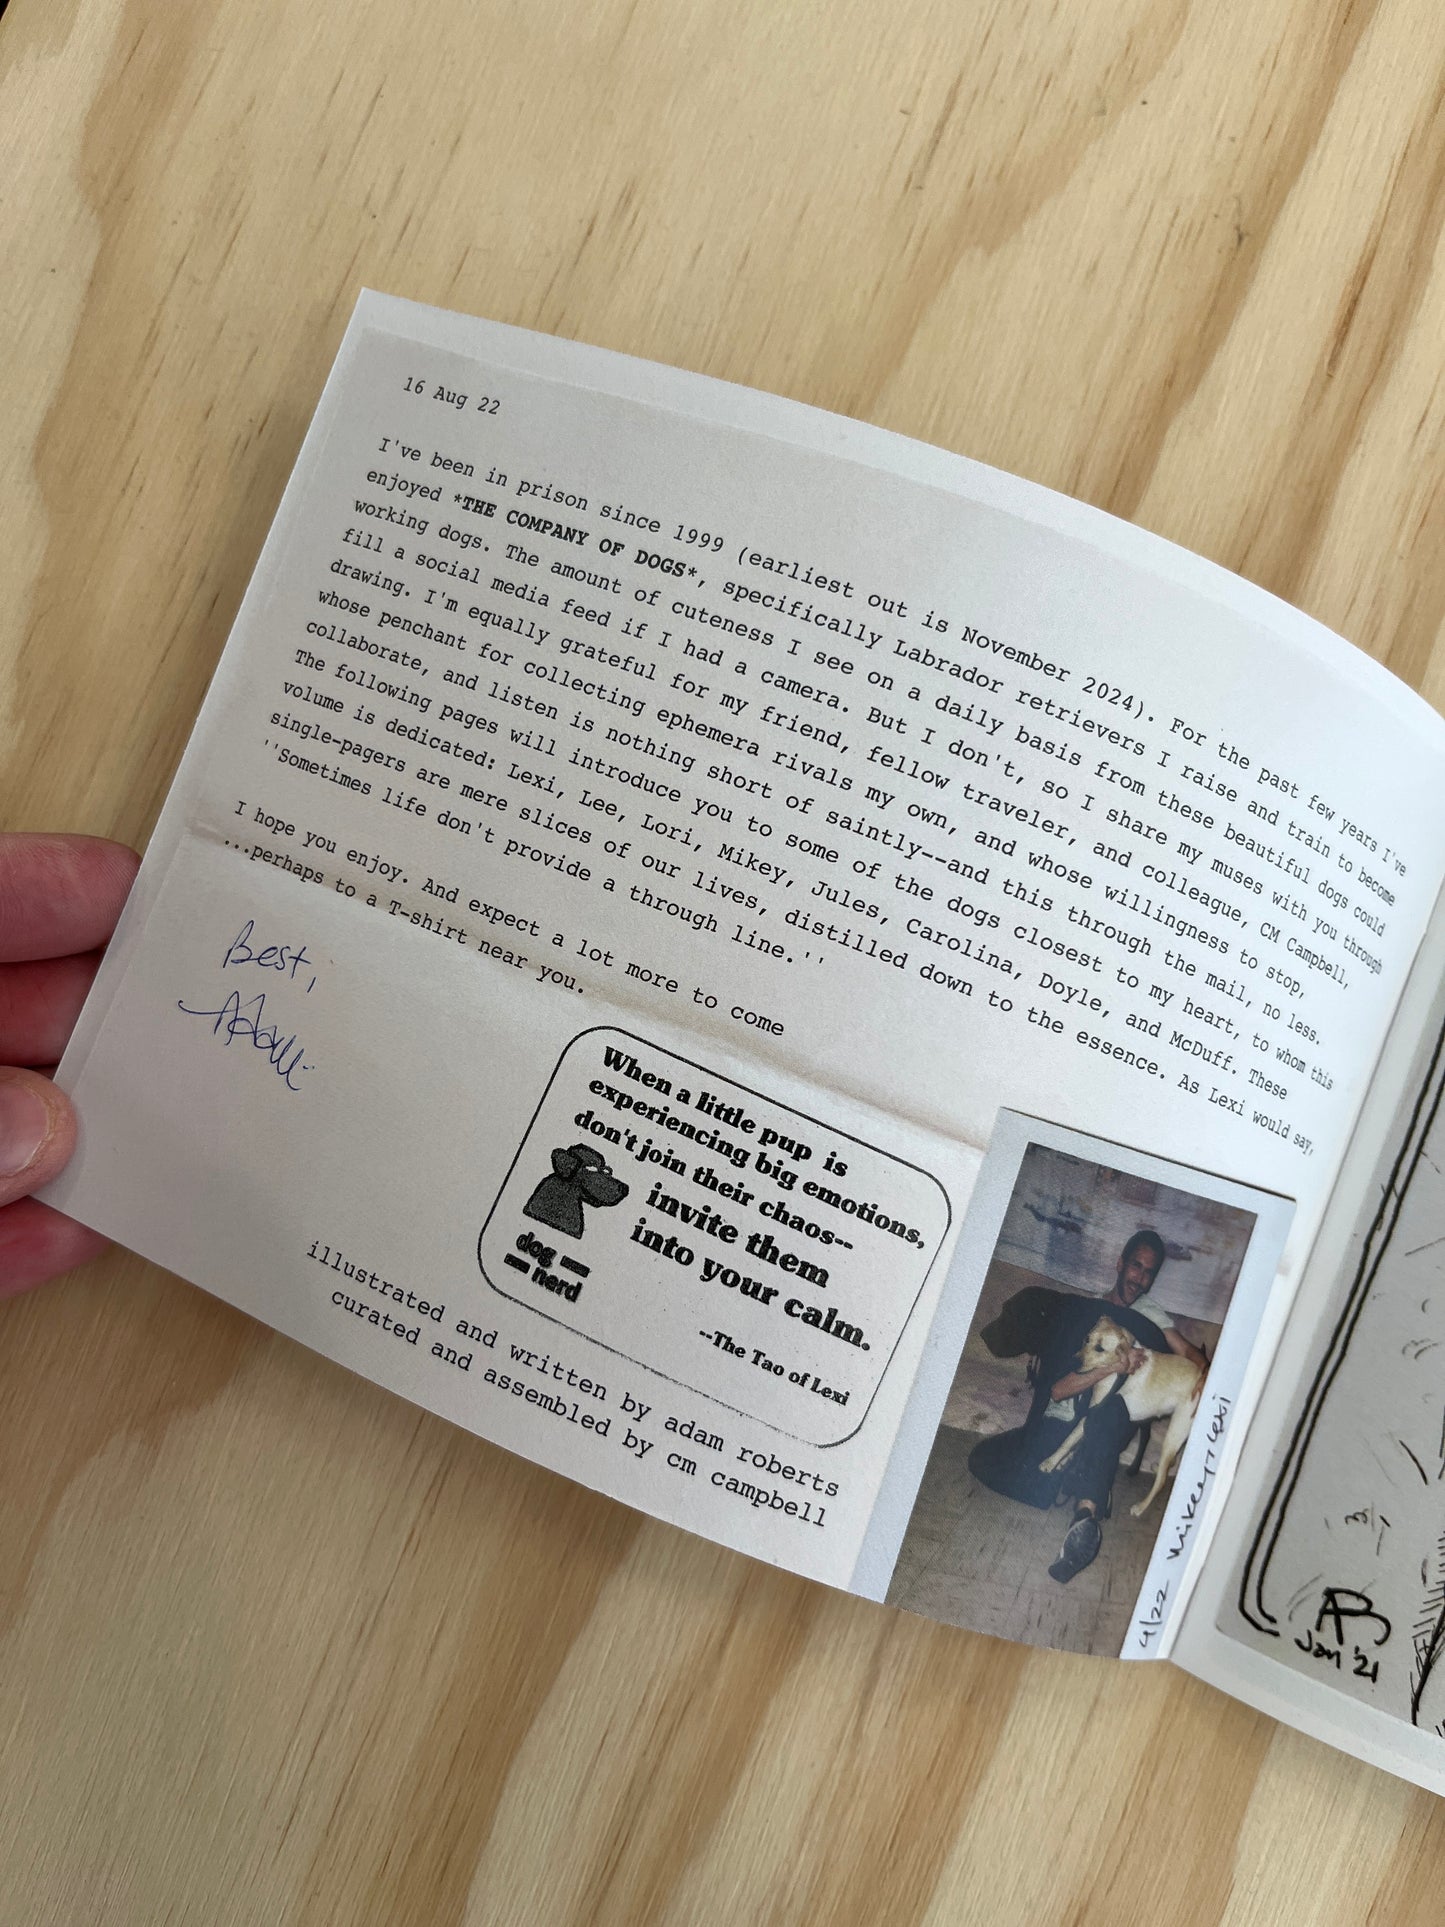 16 Aug 22
I've been in prison since 1999 (earliest out is November 2024). For the past few years I've
enjoyed *THE COMPANY OF DOGS*, specifically Labrador retrievers I raise and train to become
working dogs. The amount of cuteness I see on a daily basis from these beautiful dogs could
fill a social media feed if I had a camera. But I don't, so I share my muses with you through
drawing. I'm equally grateful for my friend, fellow traveler, and colleague, CM Campbell,
whose penchant for collecting ephemera rivals my own, and whose willingness to stop,
collaborate, and listen is nothing short of saintly--and this through the mail, no less.
The following pages will introduce you to some of the dogs closest to my heart, to whom this
volume is dedicated: Lexi, Lee, Lori, Mikey, Jules, Carolina, Doyle, and McDuff. These
single-pagers are mere slices of our lives, distilled down to the essence. As Lexi would say,
''Sometimes life don't provide a through line.''
I hope you enjoy. And expect a lot more to come
...perhaps to a T-shirt near you.
Best,
Adam
When a little pup is
experiencing big emotions,
don't join their chaos--
invite them
into your calm.
--The Tao of Lexi
dog
nerd
illustrated and written by adam roberts
curated and assembled by cm campbell
4/22 Mikey + Lexi
Jan '21